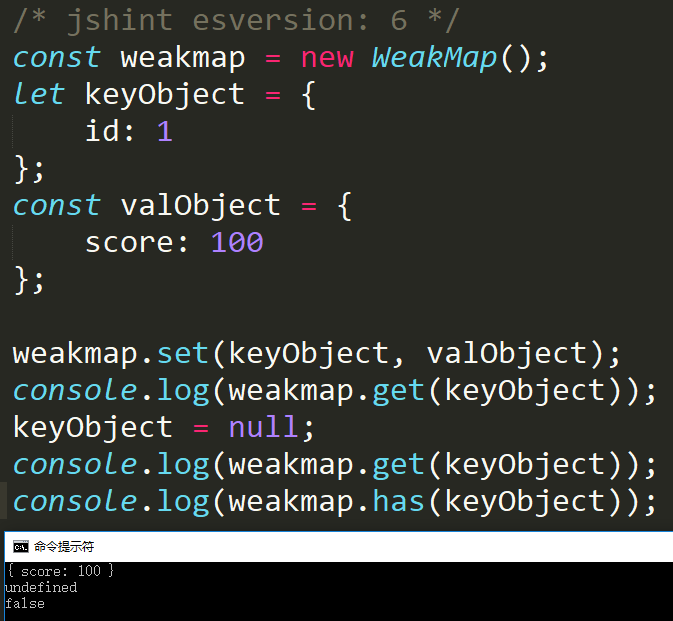 /* jshint esversion: 6 */
const weakmap = new WeakMap();
let keyObject = {
    id: 1
};
const valObject = {
    score: 100
};
weakmap.set(keyObject, valObject);
console.log(weakmap.get(keyObject));
keyObject = null;
console.log(weakmap.get(keyObject));
console.log(weakmap.has(keyObject));
C:\. 命令提示符
{ score: 100 }
undefined
false